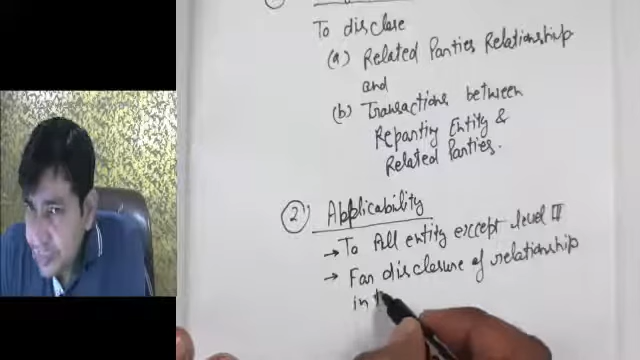 To disclose
(a) Related Parties Relationship
and
(b) Transactions between
Reporting Entity &
Related Parties.
2) Applicability
→ To All entity except level III
→ For disclosure of relationship
in